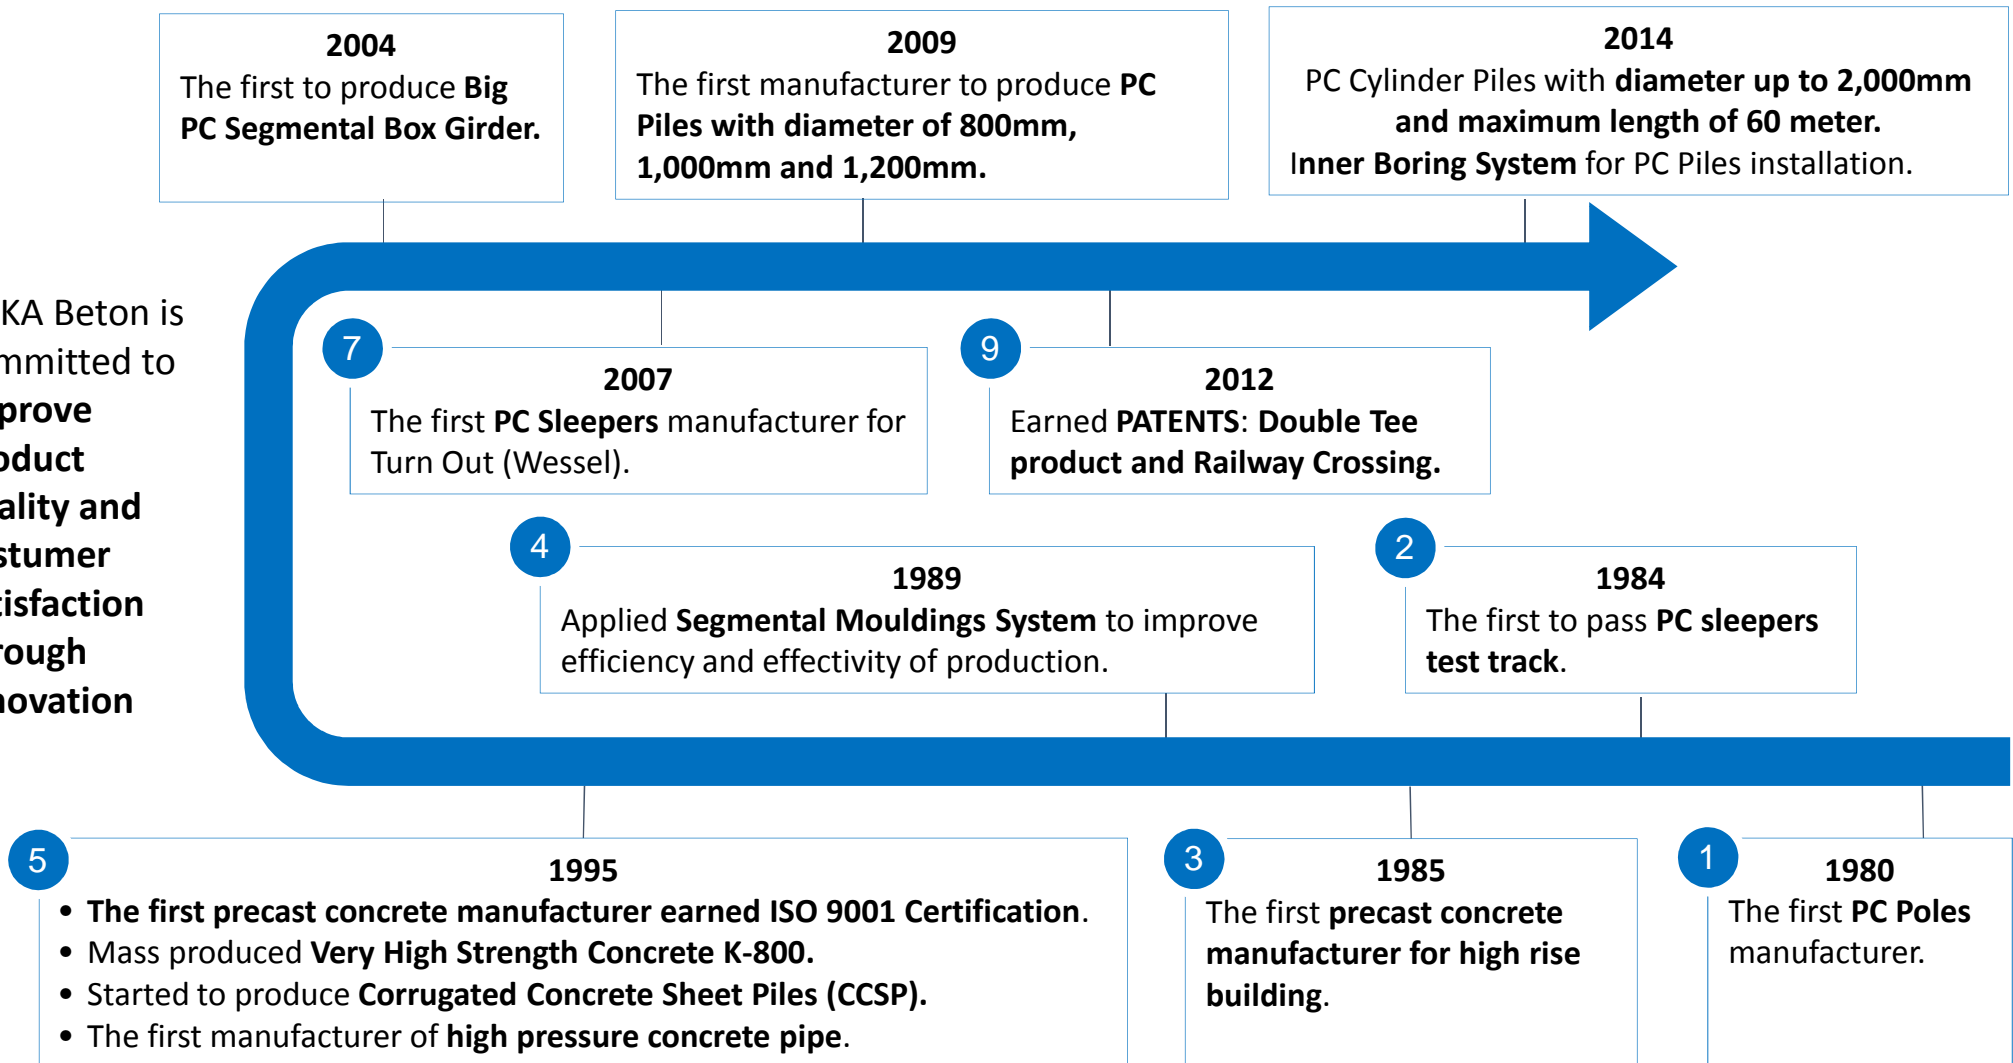 2004
The first to produce Big
PC Segmental Box Girder.
2009
The first manufacturer to produce PC
Piles with diameter of 800mm,
1,000mm and 1,200mm.
2014
PC Cylinder Piles with diameter up to 2,000mm
and maximum length of 60 meter.
Inner Boring System for PC Piles installation.
KA Beton is
mmitted to
prove
oduct
ality and
stumer
tisfaction
rough
novation
7
2007
The first PC Sleepers manufacturer for
Turn Out (Wessel).
9
2012
Earned PATENTS: Double Tee
product and Railway Crossing.
4
1989
Applied Segmental Mouldings System to improve
efficiency and effectivity of production.
2
1984
The first to pass PC sleepers
test track.
5
1995
• The first precast concrete manufacturer earned ISO 9001 Certification.
• Mass produced Very High Strength Concrete K-800.
• Started to produce Corrugated Concrete Sheet Piles (CCSP).
• The first manufacturer of high pressure concrete pipe.
3
1985
The first precast concrete
manufacturer for high rise
building.
1
1980
The first PC Poles
manufacturer.